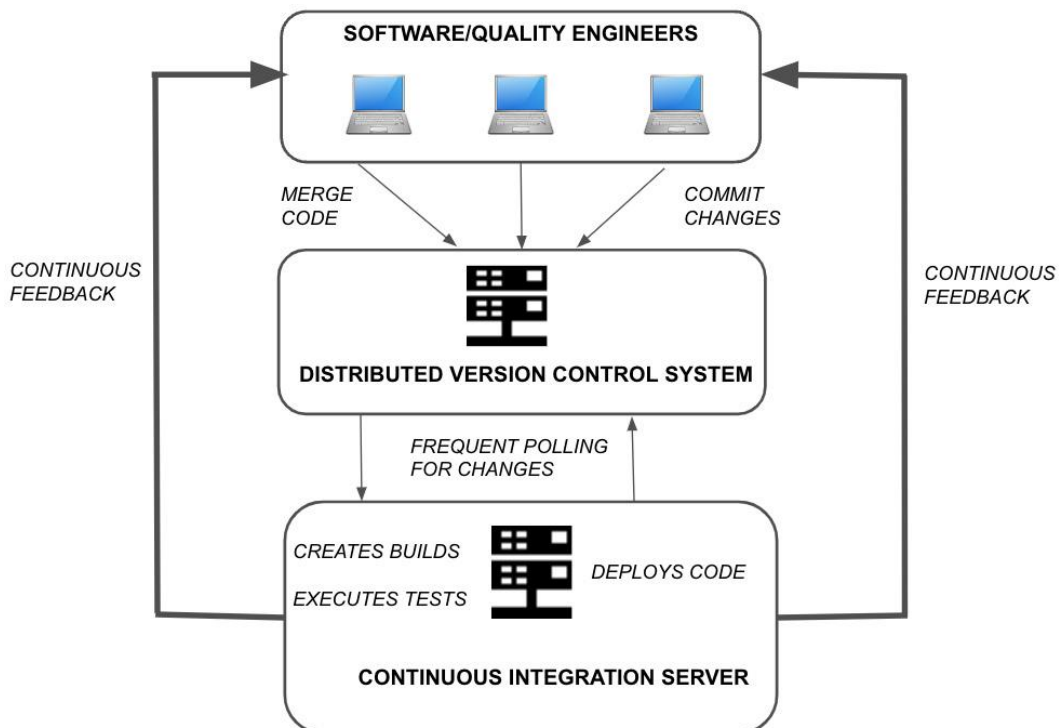 SOFTWARE/QUALITY ENGINEERS
MERGE
CODE
COMMIT
CHANGES
CONTINUOUS
FEEDBACK
CONTINUOUS
FEEDBACK
DISTRIBUTED VERSION CONTROL SYSTEM
FREQUENT POLLING
FOR CHANGES
CREATES BUILDS
EXECUTES TESTS
DEPLOYS CODE
CONTINUOUS INTEGRATION SERVER